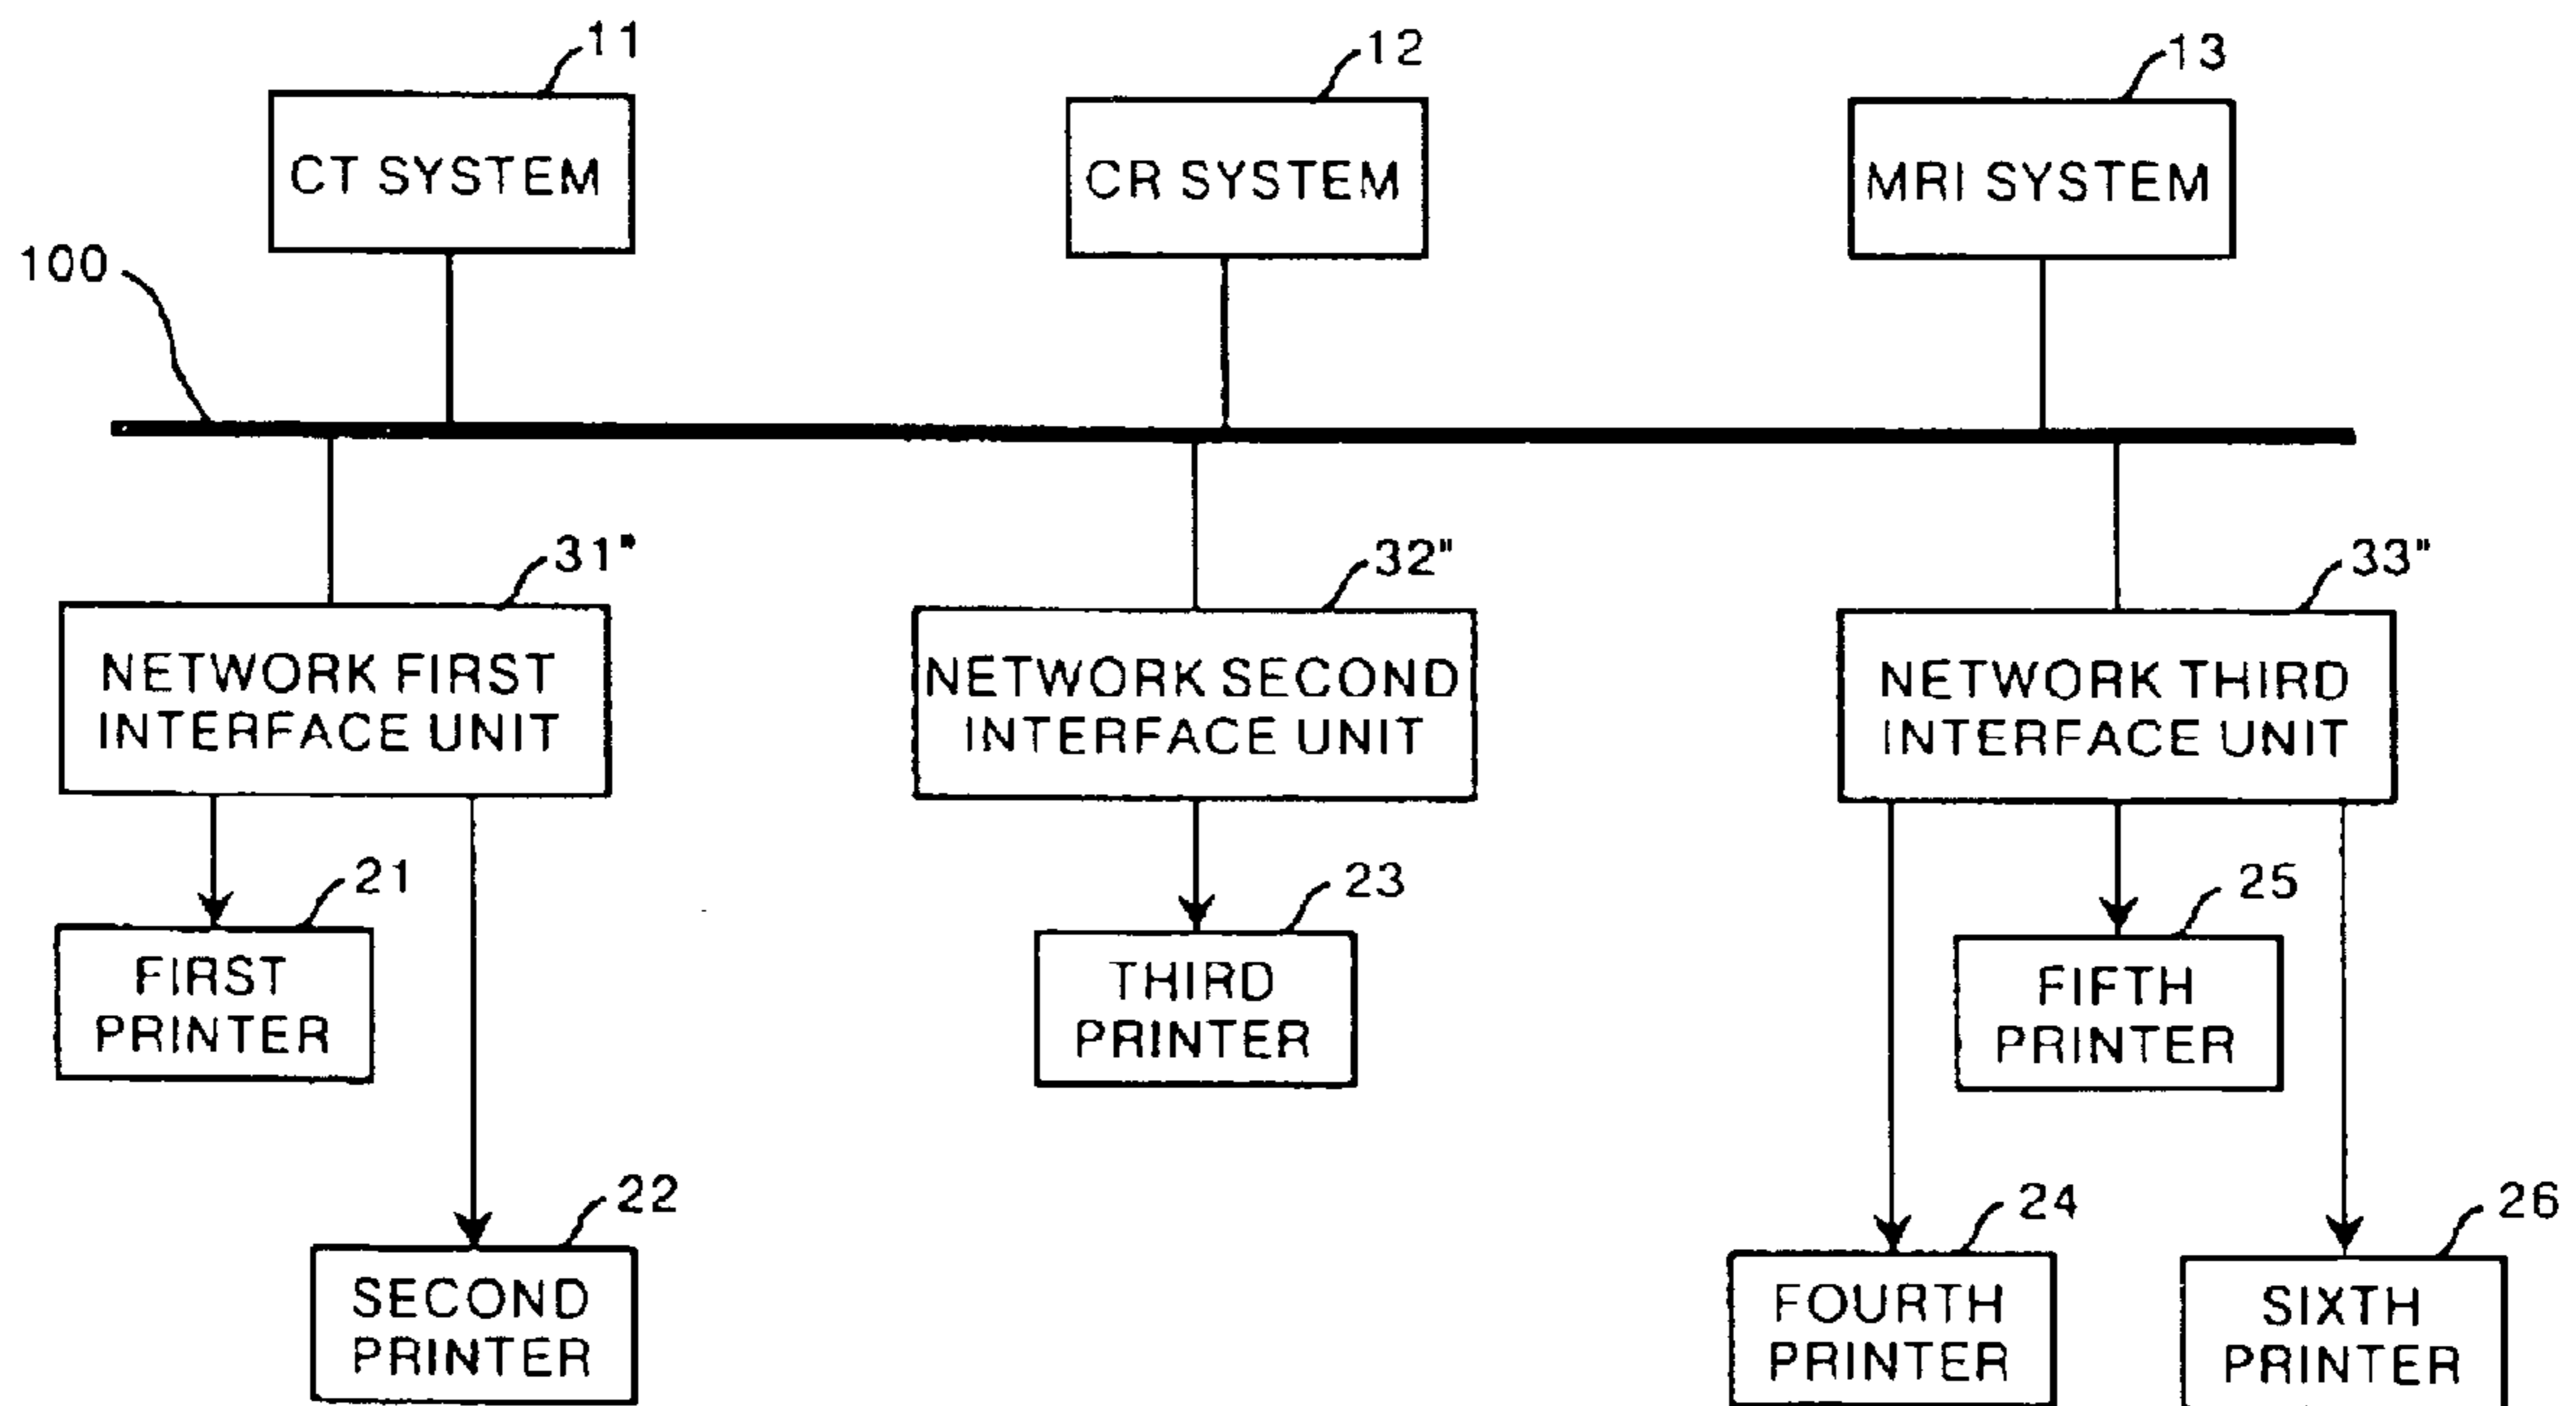 11
12
13
CT SYSTEM
CR SYSTEM
MRI SYSTEM
100
31"
32"
33"
NETWORK FIRST
INTERFACE UNIT
NETWORK SECOND
INTERFACE UNIT
NETWORK THIRD
INTERFACE UNIT
21
23
25
FIRST
PRINTER
THIRD
PRINTER
FIFTH
PRINTER
22
24
26
SECOND
PRINTER
FOURTH
PRINTER
SIXTH
PRINTER